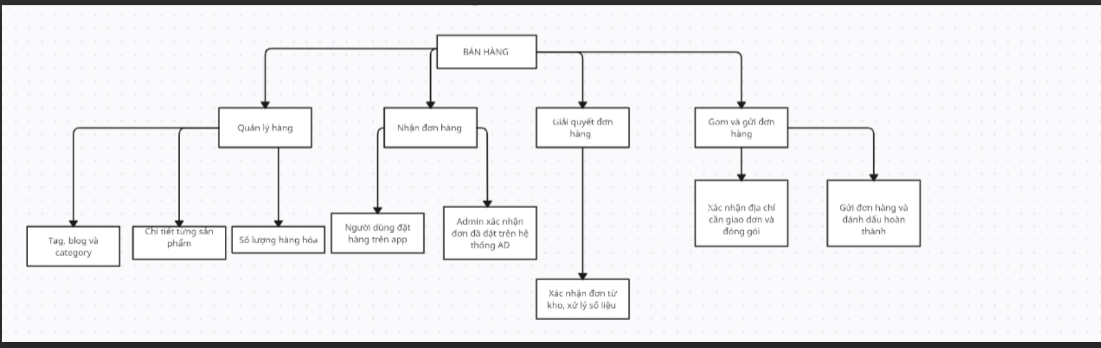 BÁN HÀNG
Quản lý hàng
Nhận đơn hàng
Giải quyết đơn
hàng
Gom và gửi đơn
hàng
Tag, blog và
category
Chi tiết từng sản
phẩm
Số lượng hàng hóa
Người dùng đặt
hàng trên app
Admin xác nhận
đơn đã đặt trên hệ
thống AD
Xác nhận địa chỉ
cần giao đơn và
đóng gói
Gửi đơn hàng và
đánh dấu hoàn
thành
Xác nhận đơn từ
kho, xử lý số liệu